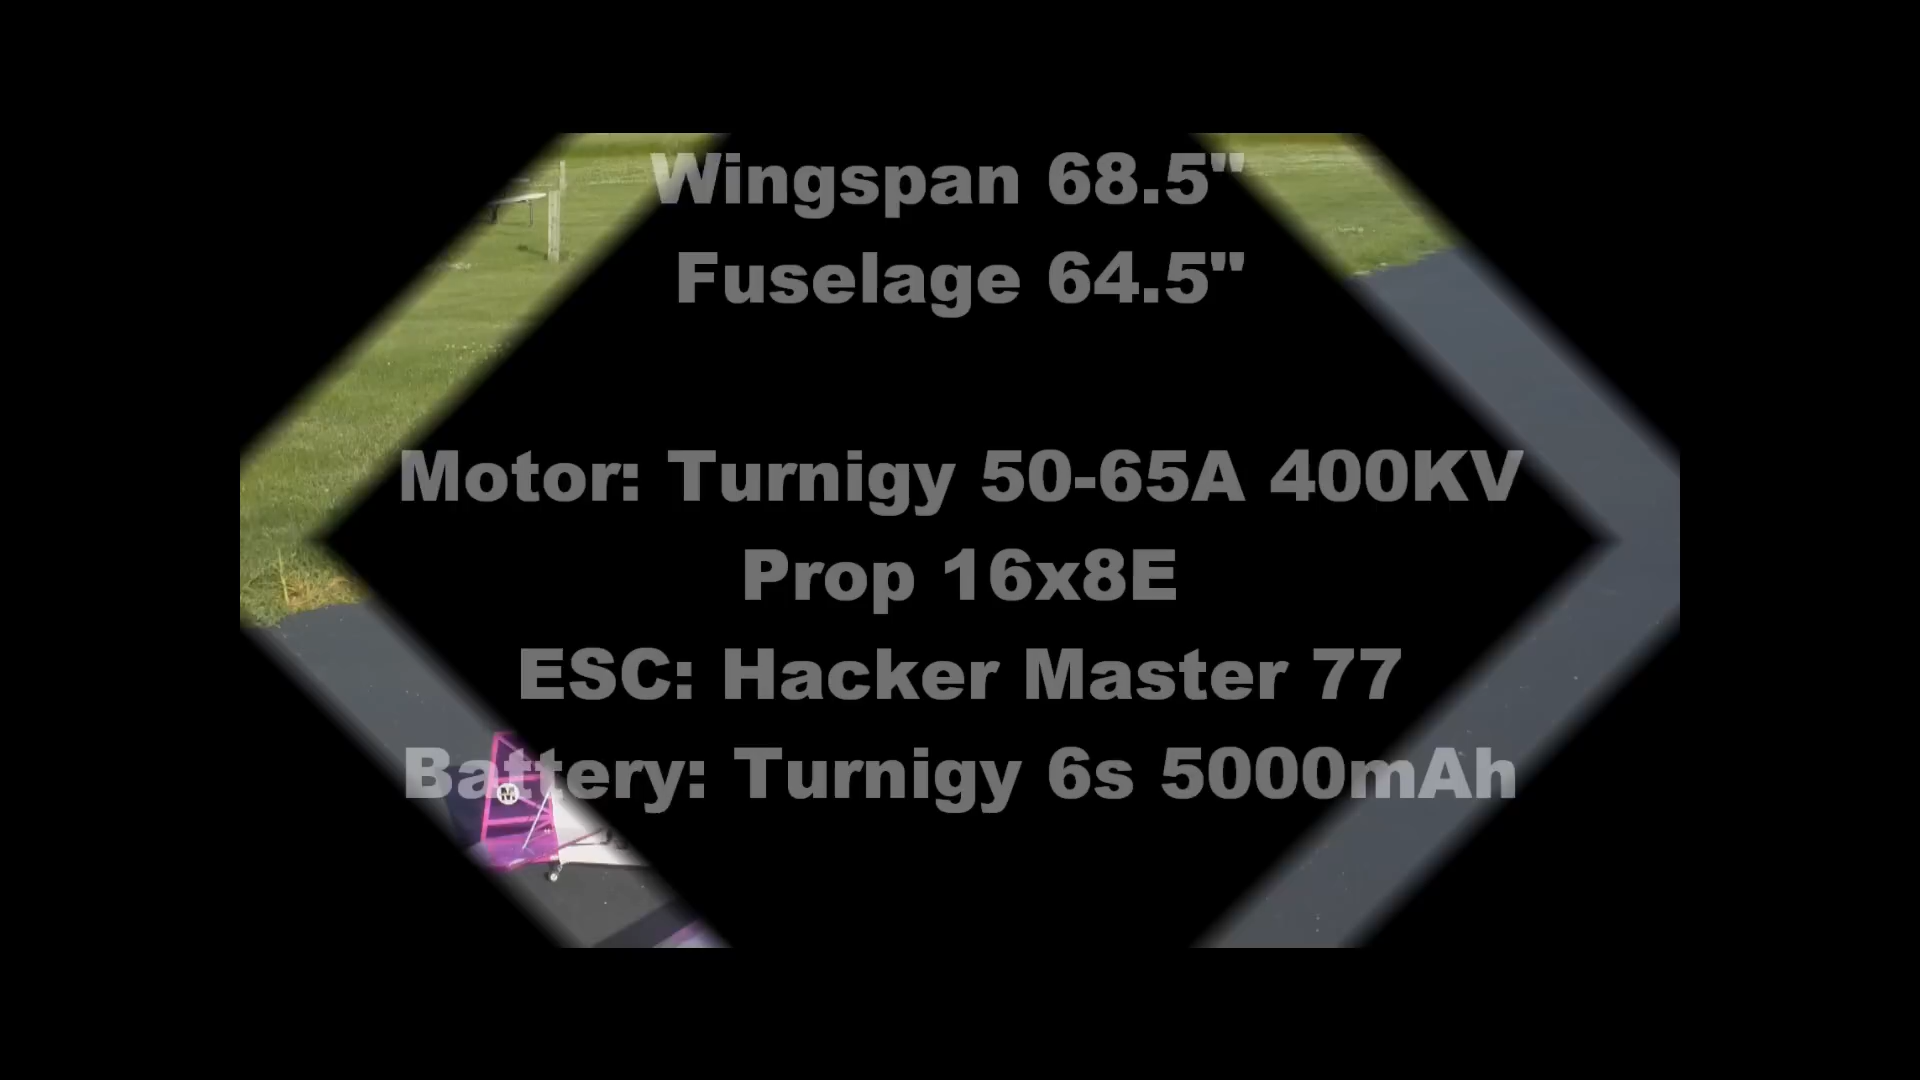 Wingspan 68.5"
Fuselage 64.5"
Motor: Turnigy 50-65A 400KV
Prop 16x8E
ESC: Hacker Master 77
Battery: Turnigy 6s 5000mAh
M